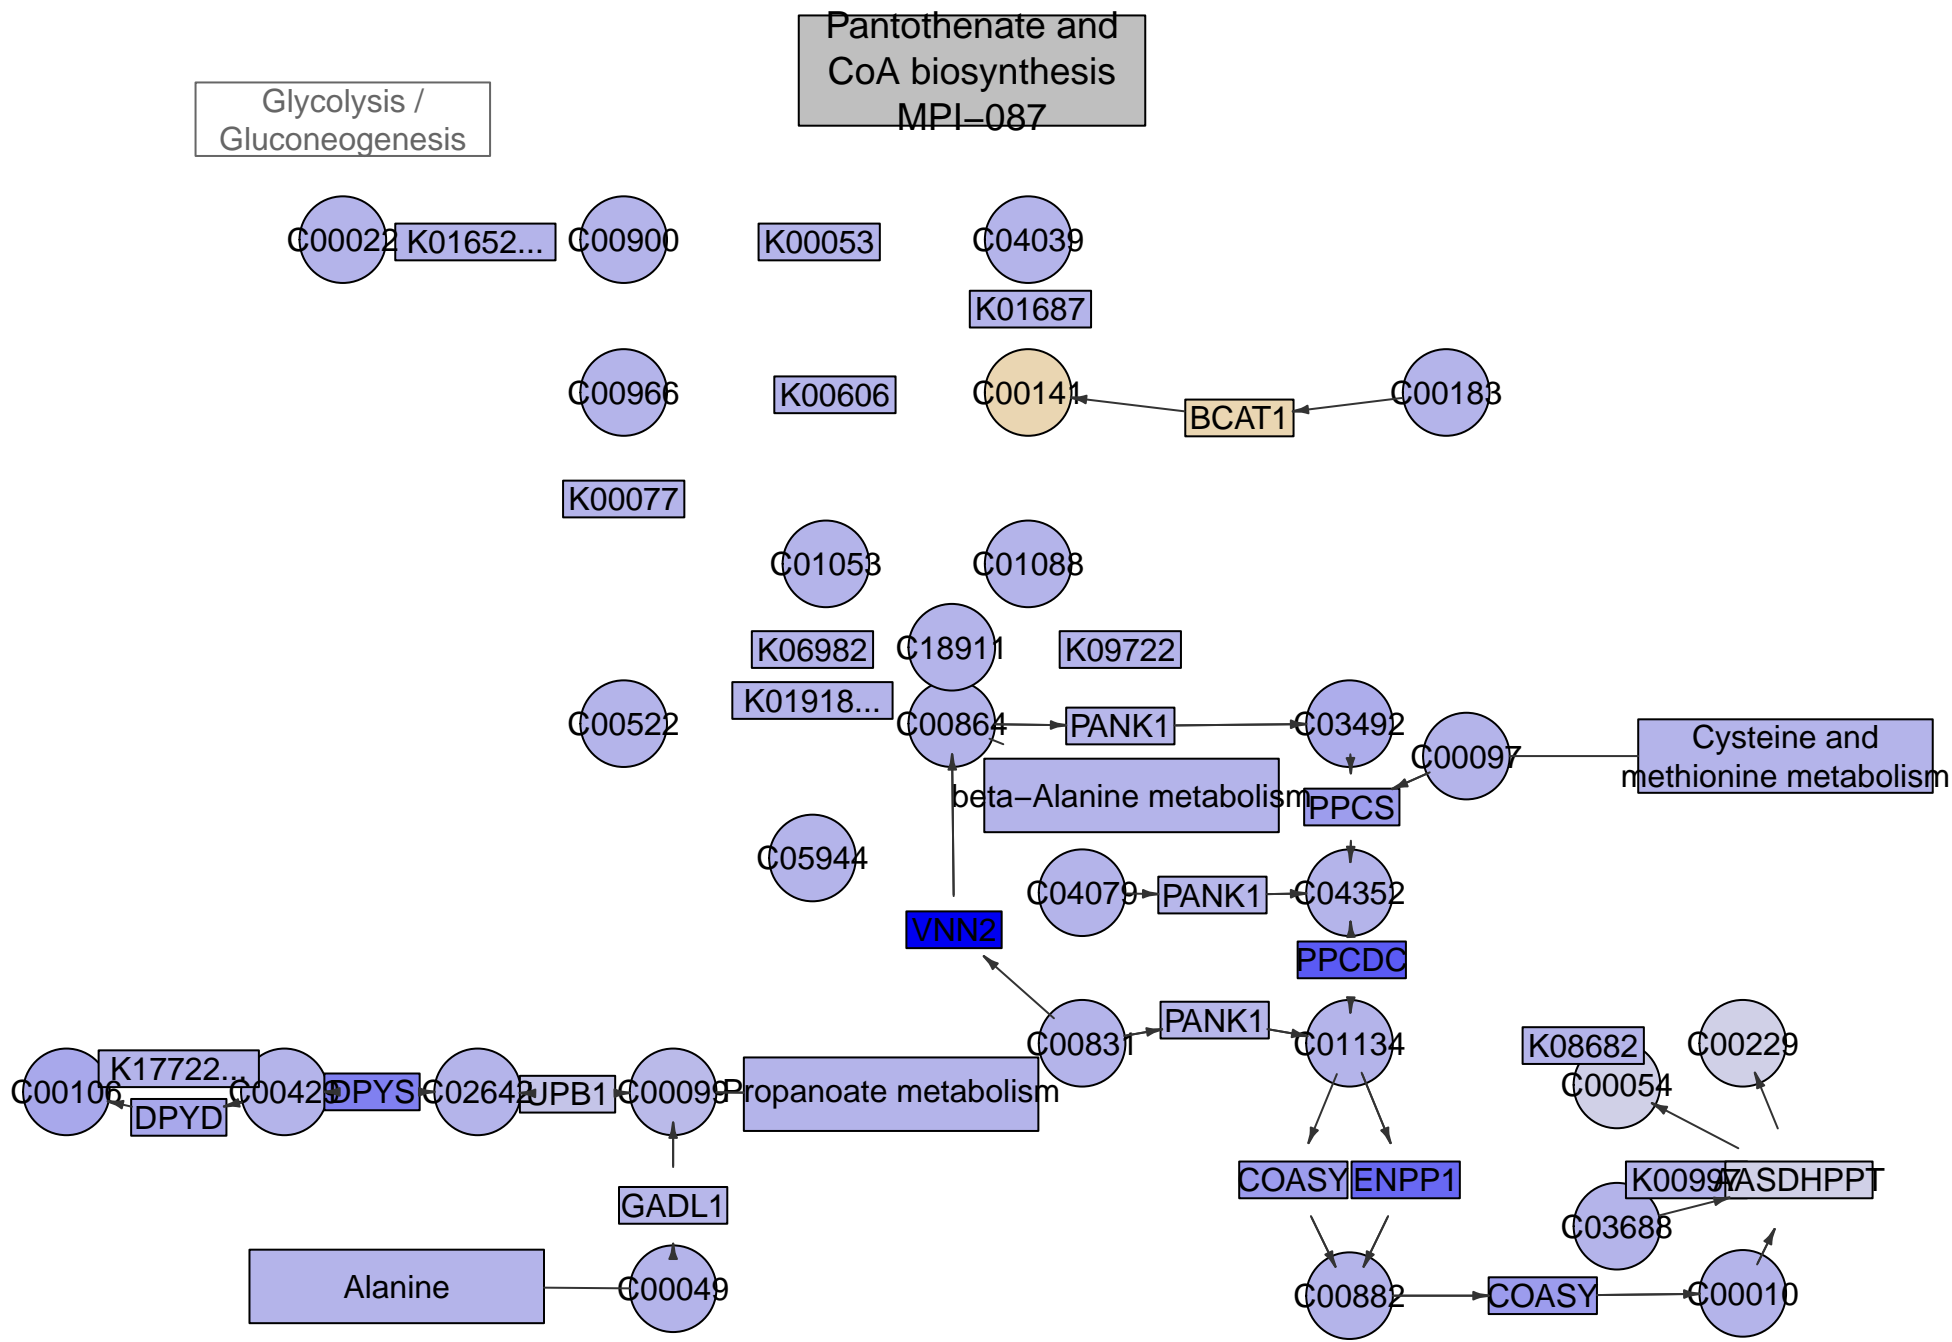 Pantothenate and
CoA biosynthesis
MPI−087
Glycolysis /
Gluconeogenesis
C00022
K01652...
C00900
K00053
C04039
K01687
C00966
K00606
C00141
BCAT1
C00183
K00077
C01053
C01088
K06982
C18911
K09722
K01918...
C00522
C00864
PANK1
C03492
C00097
Cysteine and
methionine metabolism
beta−Alanine metabolism
PPCS
C05944
C04079
PANK1
C04352
VNN2
PPCDC
C00831
PANK1
C01134
K08682
C00229
C00054
C00106
K17722...
DPYD
C00429
DPYS
C02642
UPB1
C00099
Propanoate metabolism
COASY
ENPP1
K00997
AASDHPPT
GADL1
C03688
Alanine
C00049
C00882
COASY
C00010